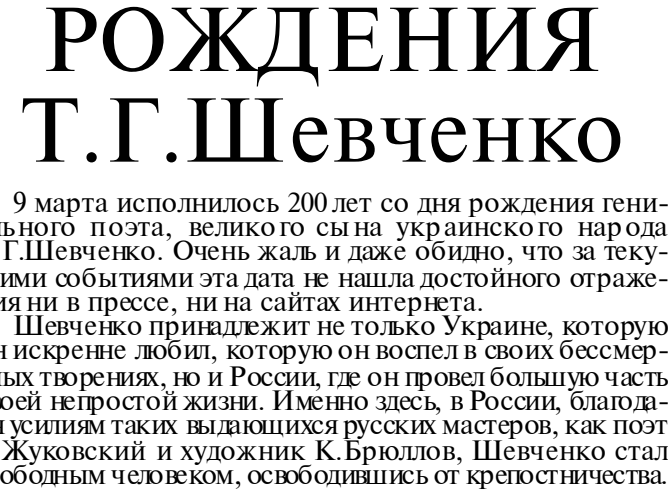 РОЖДЕНИЯ
Т.Г.Шевченко
9 марта исполнилось 200 лет со дня рождения гени-
ьного поэта, великого сына украинского народа
Г.Шевченко. Очень жаль и даже обидно, что за теку-
ими событиями эта дата не нашла достойного отраже-
ия ни в прессе, ни на сайтах интернета.
Шевченко принадлежит не только Украине, которую
н искренне любил, которую он воспел в своих бессмер-
ых творениях, но и России, где он провел большую часть
воей непростой жизни. Именно здесь, в России, благода-
я усилиям таких выдающихся русских мастеров, как поэт
Жуковский и художник К.Брюллов, Шевченко стал
ободным человеком, освободившись от крепостничества.